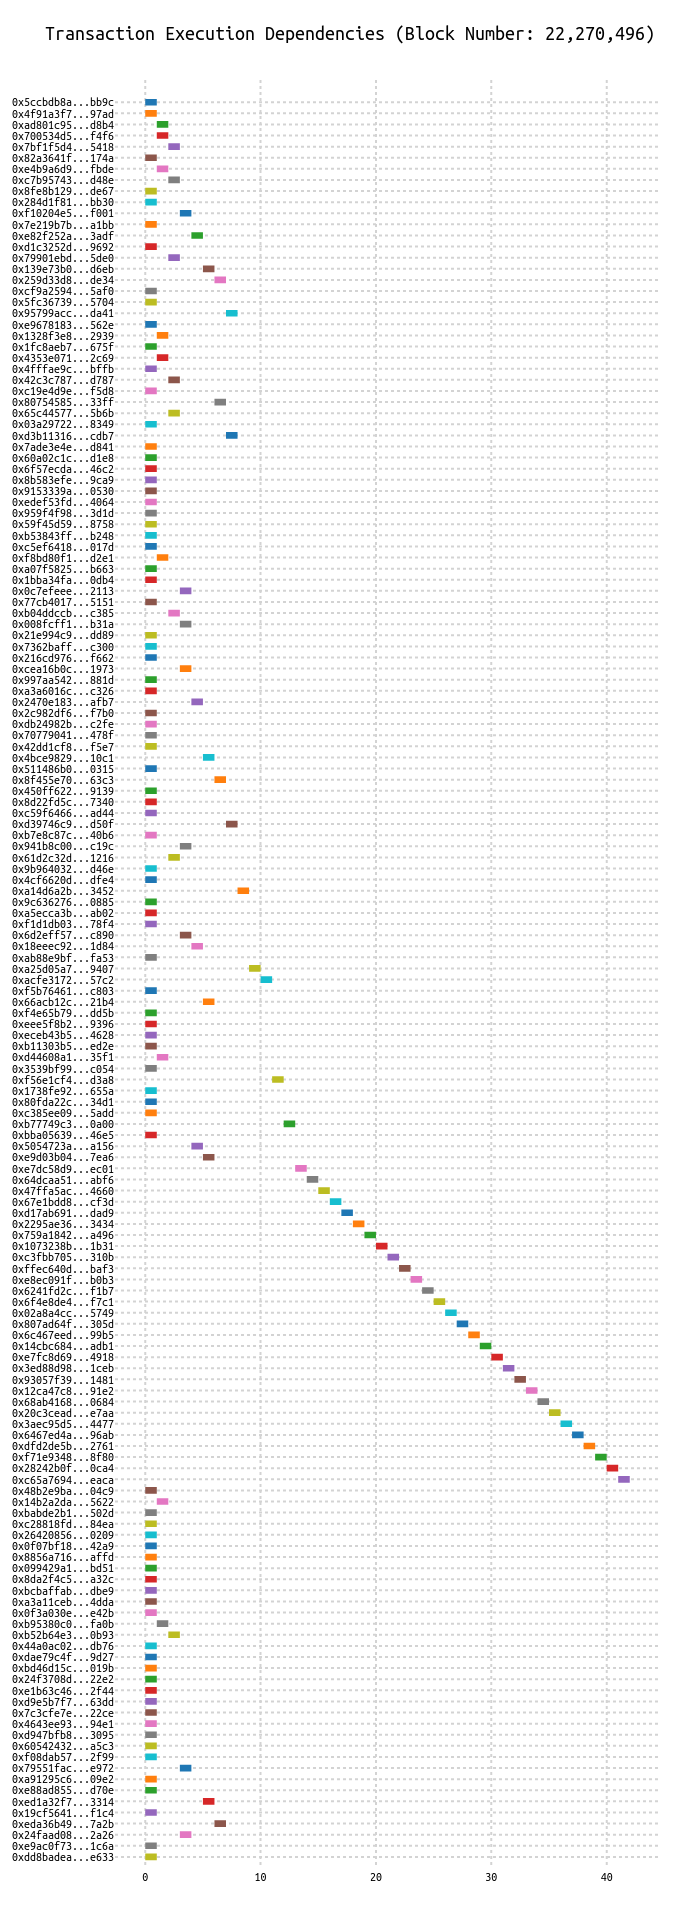 Transaction Execution Dependencies (Block Number: 22,270,496)
0x5ccbdb8a...bb9c
0x4f91a3f7...97ad
0xad801c95...d8b4
0x700534d5...f4f6
0x7bf1f5d4...5418
0x82a3641f...174a
0xe4b9a6d9...fbde
0xc7b95743...d48e
0x8fe8b129...de67
0x284d1f81...bb30
0xf10204e5...f001
0x7e219b7b...a1bb
0xe82f252a...3adf
0xd1c3252d...9692
0x79901ebd...5de0
0x139e73b0...d6eb
0x259d33d8...de34
0xcf9a2594...5af0
0x5fc36739...5704
0x95799acc...da41
0xe9678183...562e
0x1328f3e8...2939
0x1fc8aeb7...675f
0x4353e071...2c69
0x4fffae9c...bffb
0x42c3c787...d787
0xc19e4d9e...f5d8
0x80754585...33ff
0x65c44577...5b6b
0x03a29722...8349
0xd3b11316...cdb7
0x7ade3e4e...d841
0x60a02c1c...d1e8
0x6f57ecda...46c2
0x8b583efe...9ca9
0x9153339a...0530
0xedef53fd...4064
0x959f4f98...3d1d
0x59f45d59...8758
0xb53843ff...b248
0xc5ef6418...017d
0xf8bd80f1...d2e1
0xa07f5825...b663
0x1bba34fa...0db4
0x0c7efeee...2113
0x77cb4017...5151
0xb04ddccb...c385
0x008fcff1...b31a
0x21e994c9...dd89
0x7362baff...c300
0x216cd976...f662
0xcea16b0c...1973
0x997aa542...881d
0xa3a6016c...c326
0x2470e183...afb7
0x2c982df6...f7b0
0xdb24982b...c2fe
0x70779041...478f
0x42dd1cf8...f5e7
0x4bce9829...10c1
0x511486b0...0315
0x8f455e70...63c3
0x450ff622...9139
0x8d22fd5c...7340
0xc59f6466...ad44
0xd39746c9...d50f
0xb7e8c87c...40b6
0x941b8c00...c19c
0x61d2c32d...1216
0x9b964032...d46e
0x4cf6620d...dfe4
0xa14d6a2b...3452
0x9c636276...0885
0xa5ecca3b...ab02
0xf1d1db03...78f4
0x6d2eff57...c890
0x18eeec92...1d84
0xab88e9bf...fa53
0xa25d05a7...9407
0xacfe3172...57c2
0xf5b76461...c803
0x66acb12c...21b4
0xf4e65b79...dd5b
0xeee5f8b2...9396
0xeceb43b5...4628
0xb11303b5...ed2e
0xd44608a1...35f1
0x3539bf99...c054
0xf56e1cf4...d3a8
0x1738fe92...655a
0x80fda22c...34d1
0xc385ee09...5add
0xb77749c3...0a00
0xbba05639...46e5
0x5054723a...a156
0xe9d03b04...7ea6
0xe7dc58d9...ec01
0x64dcaa51...abf6
0x47ffa5ac...4660
0x67e1bdd8...cf3d
0xd17ab691...dad9
0x2295ae36...3434
0x759a1842...a496
0x1073238b...1b31
0xc3fbb705...310b
0xffec640d...baf3
0xe8ec091f...b0b3
0x6241fd2c...f1b7
0x6f4e8de4...f7c1
0x02a8a4cc...5749
0x807ad64f...305d
0x6c467eed...99b5
0x14cbc684...adb1
0xe7fc8d69...4918
0x3ed88d98...1ceb
0x93057f39...1481
0x12ca47c8...91e2
0x68ab4168...0684
0x20c3cead...e7aa
0x3aec95d5...4477
0x6467ed4a...96ab
0xdfd2de5b...2761
0xf71e9348...8f80
0x28242b0f...0ca4
0xc65a7694...eaca
0x48b2e9ba...04c9
0x14b2a2da...5622
0xbabde2b1...502d
0xc28818fd...84ea
0x26420856...0209
0x0f07bf18...42a9
0x8856a716...affd
0x099429a1...bd51
0x8da2f4c5...a32c
0xbcbaffab...dbe9
0xa3a11ceb...4dda
0x0f3a030e...e42b
0xb95380c0...fa0b
0xb52b64e3...0b93
0x44a0ac02...db76
0xdae79c4f...9d27
0xbd46d15c...019b
0x24f3708d...22e2
0xe1b63c46...2f44
0xd9e5b7f7...63dd
0x7c3cfe7e...22ce
0x4643ee93...94e1
0xd947bfb8...3095
0x60542432...a5c3
0xf08dab57...2f99
0x79551fac...e972
0xa91295c6...09e2
0xe88ad855...d70e
0xed1a32f7...3314
0x19cf5641...f1c4
0xeda36b49...7a2b
0x24faad08...2a26
0xe9ac0f73...1c6a
0xdd8badea...e633
0 10 20 30 40